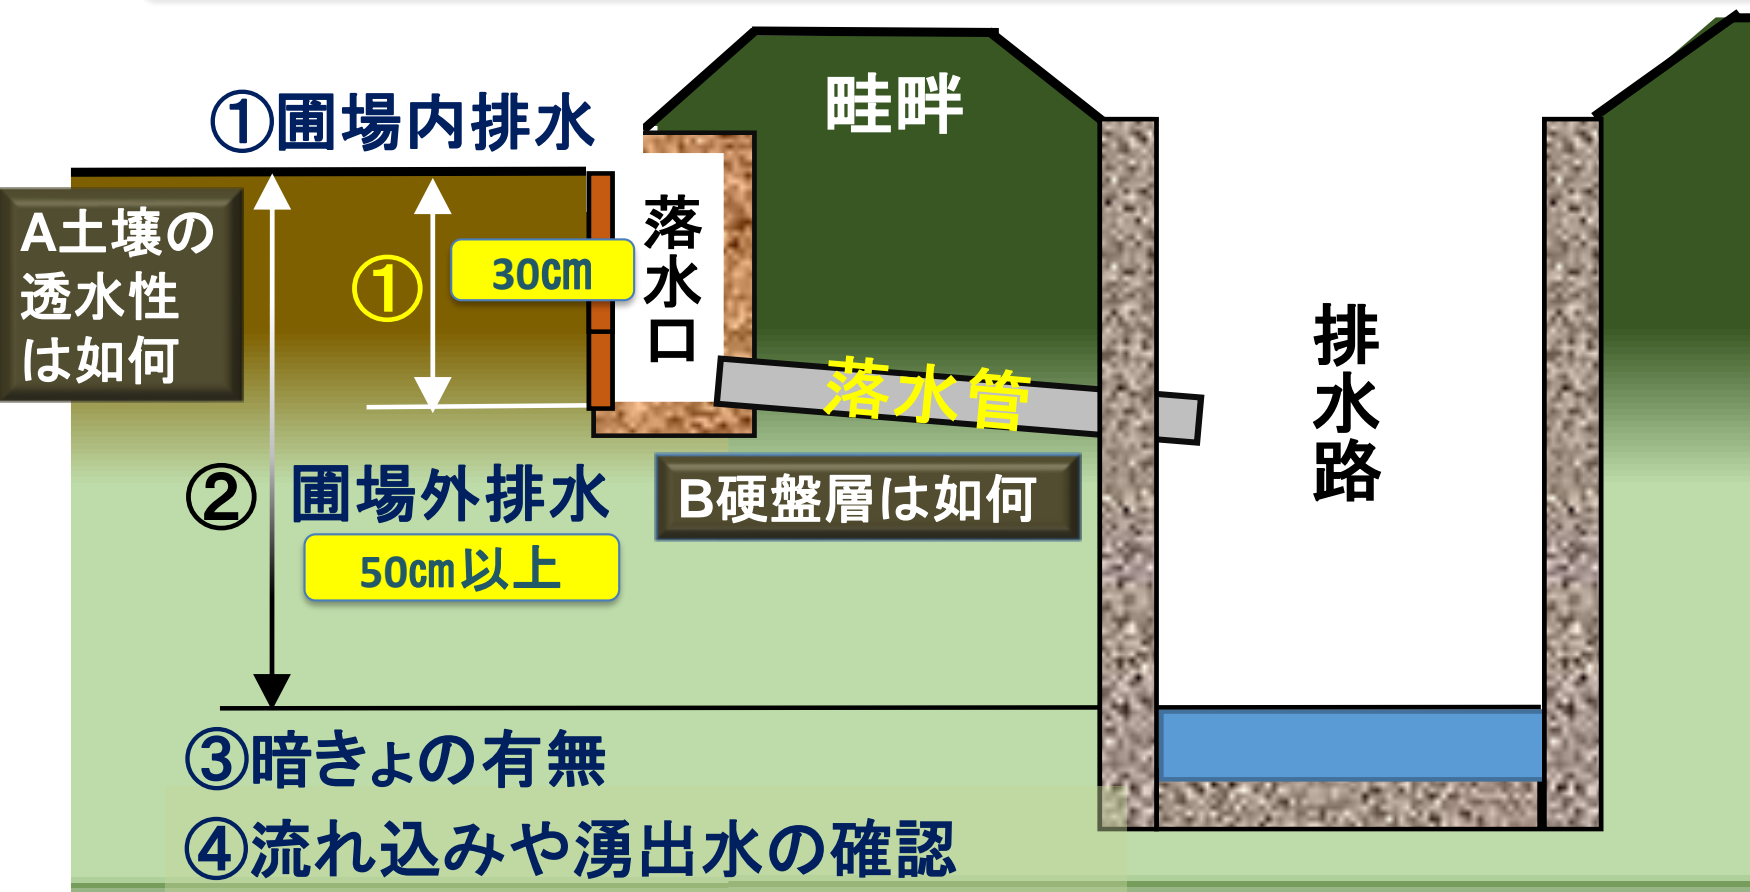 ①圃場内排水
畦畔
A土壌の
透水性
は如何
①
30㎝
落水口
落水管
排水路
② 圃場外排水
50㎝以上
B硬盤層は如何
③暗きょの有無
④流れ込みや湧出水の確認